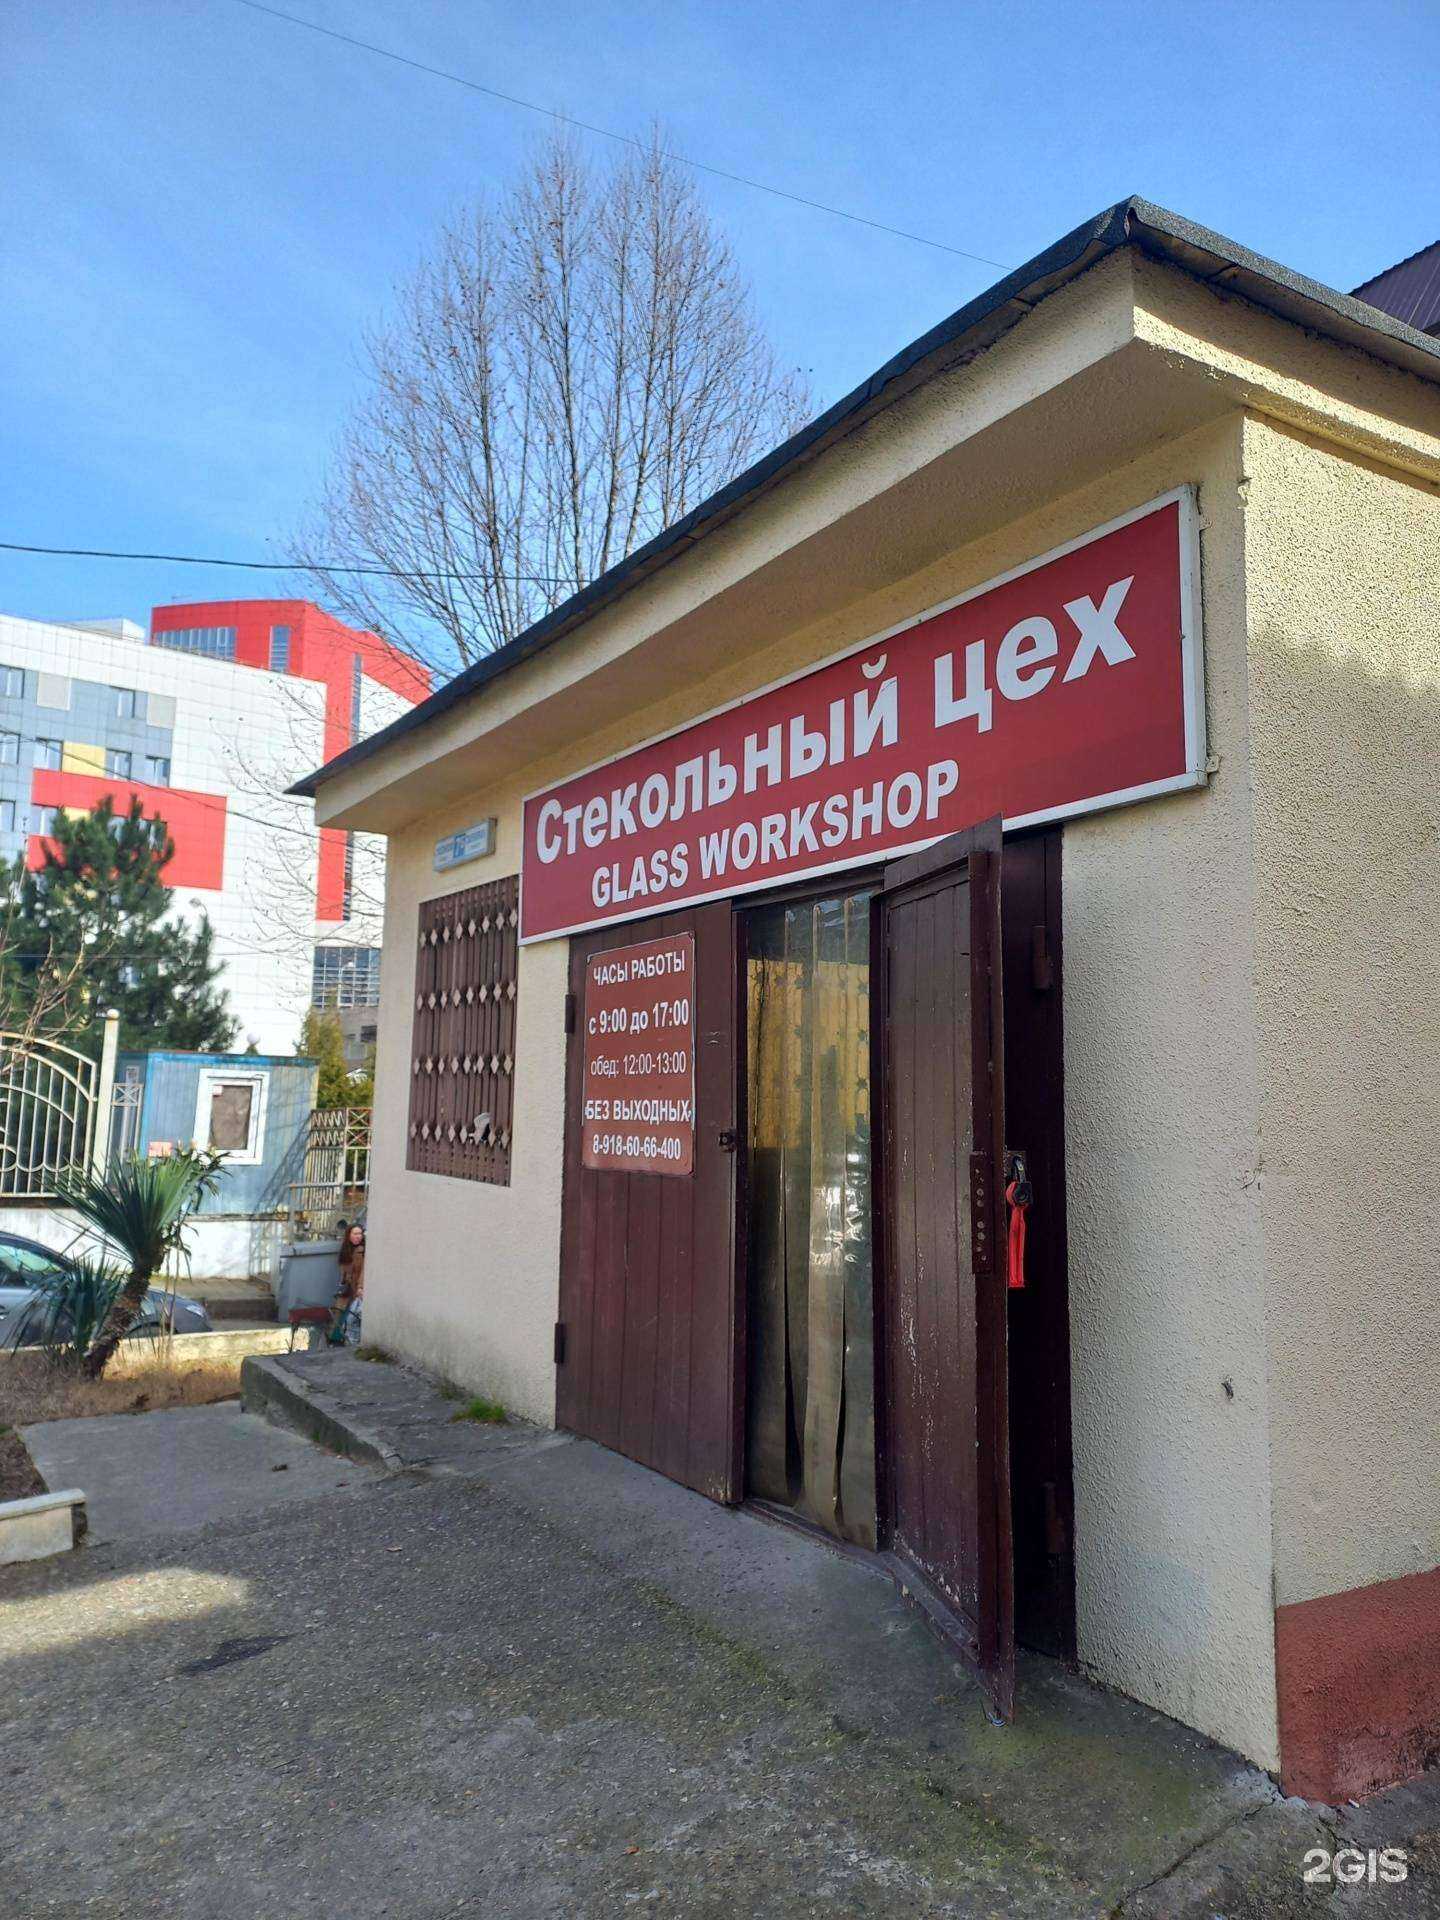 Стекольный цех
GLASS WORKSHOP
ЧАСЫ РАБОТЫ
с 9:00 до 17:00
обед: 12:00-13:00
БЕЗ ВЫХОДНЫХ
8-918-60-66-400
2GIS